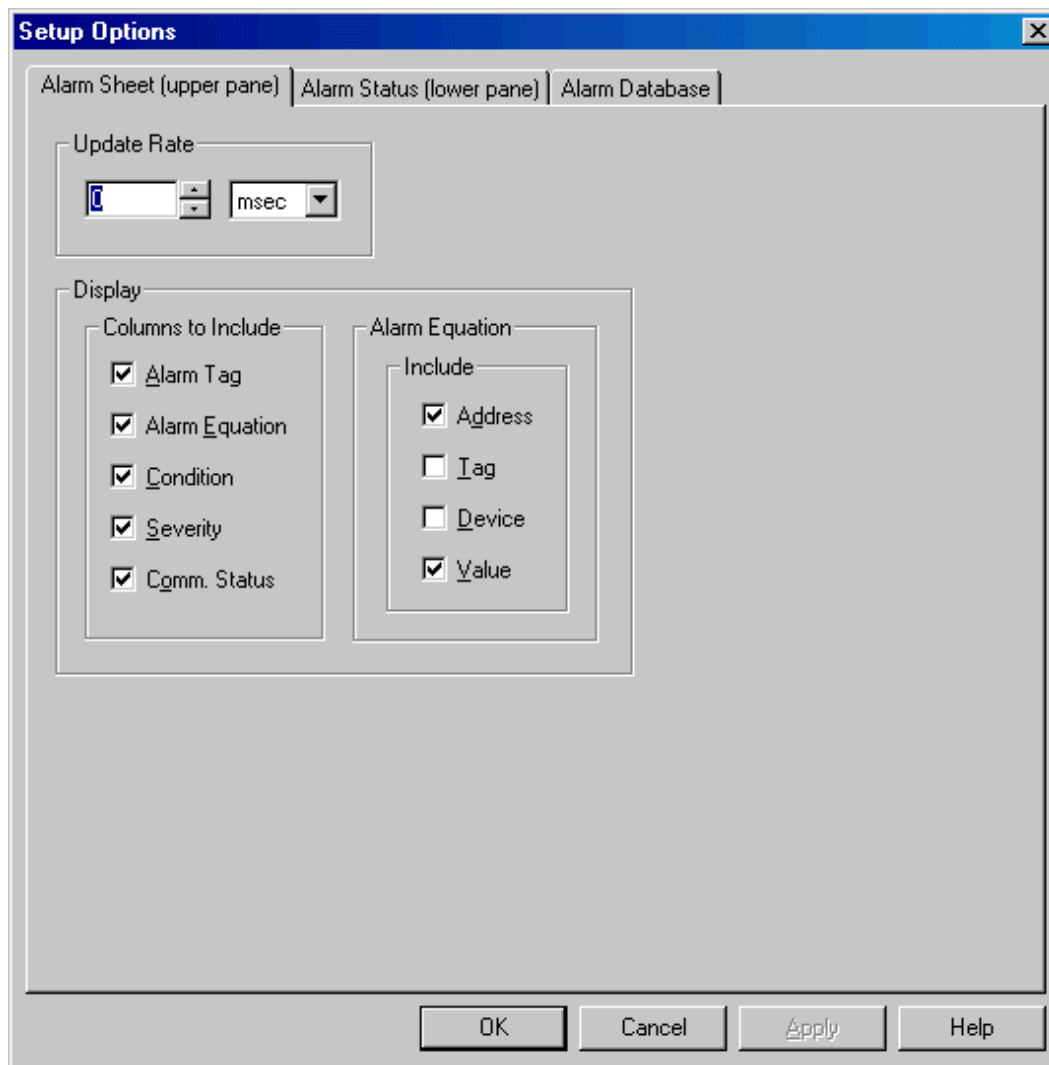 Setup Options
Alarm Sheet (upper pane) Alarm Status (lower pane) Alarm Database
Update Rate
0 msec
Display
Columns to Include
Alarm Tag
Alarm Equation
Condition
Severity
Comm. Status
Alarm Equation
Include
Address
Tag
Device
Value
OK Cancel Apply Help